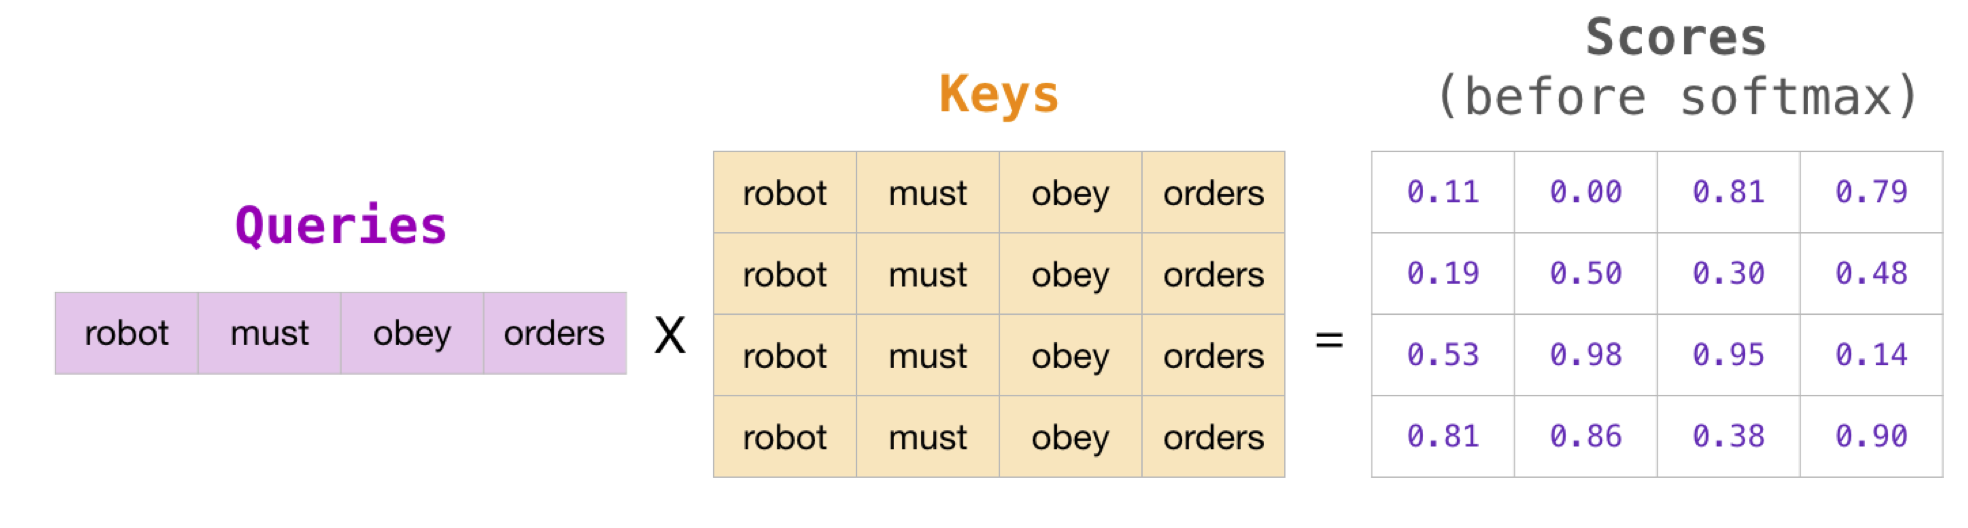 Scores
(before softmax)
Keys
Queries
robot must obey orders
X
robot must obey orders
robot must obey orders
robot must obey orders
robot must obey orders
=
0.11 0.00 0.81 0.79
0.19 0.50 0.30 0.48
0.53 0.98 0.95 0.14
0.81 0.86 0.38 0.90